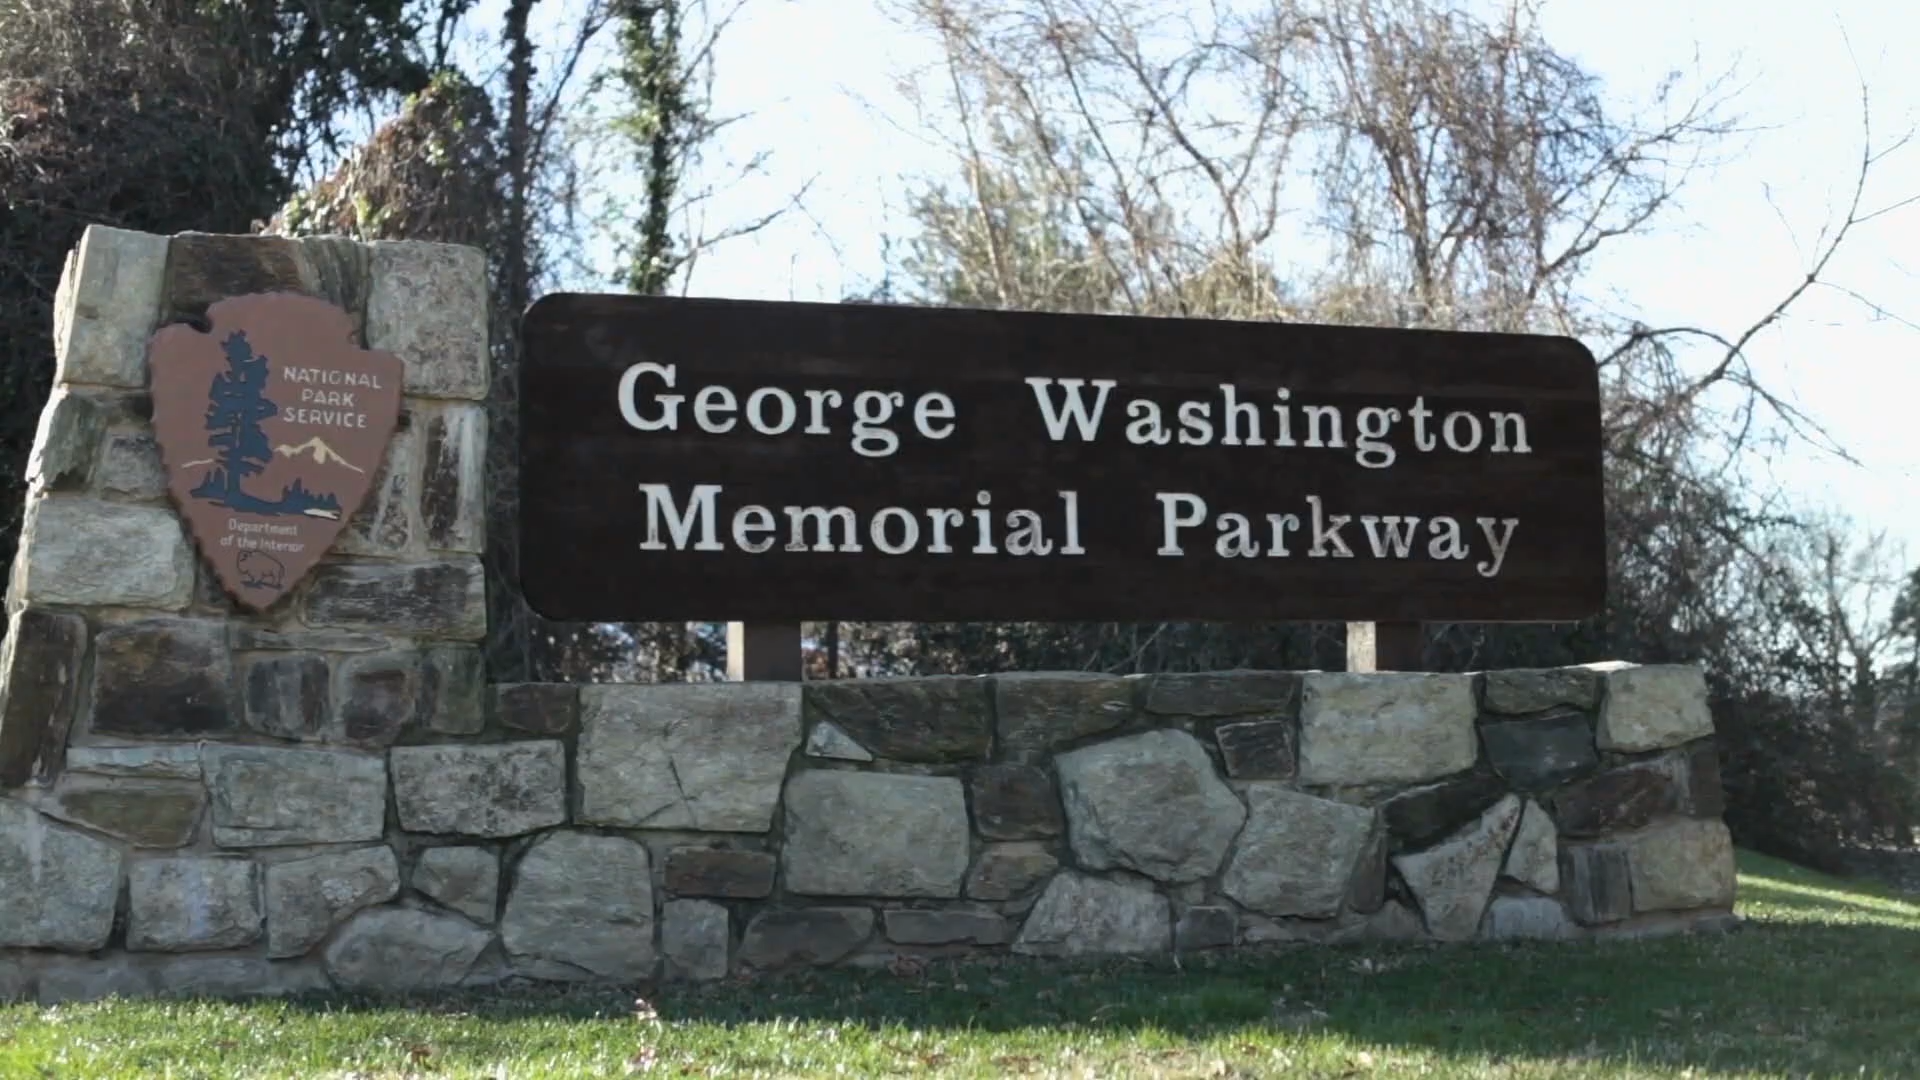 NATIONAL
PARK
SERVICE
Department
of the Interior
George Washington
Memorial Parkway